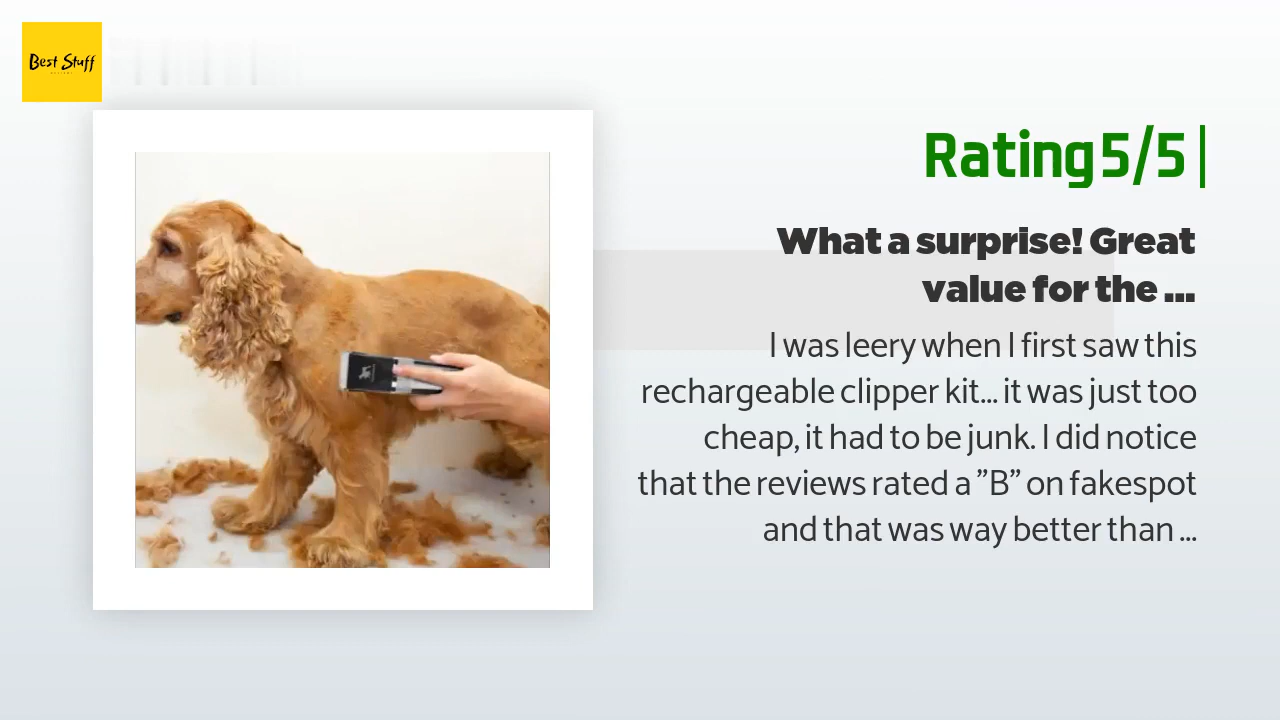 Best Stuff
Rating 5/5
What a surprise! Great
value for the ...
I was leery when I first saw this
rechargeable clipper kit... it was just too
cheap, it had to be junk. I did notice
that the reviews rated a "B" on fakespot
and that was way better than ...